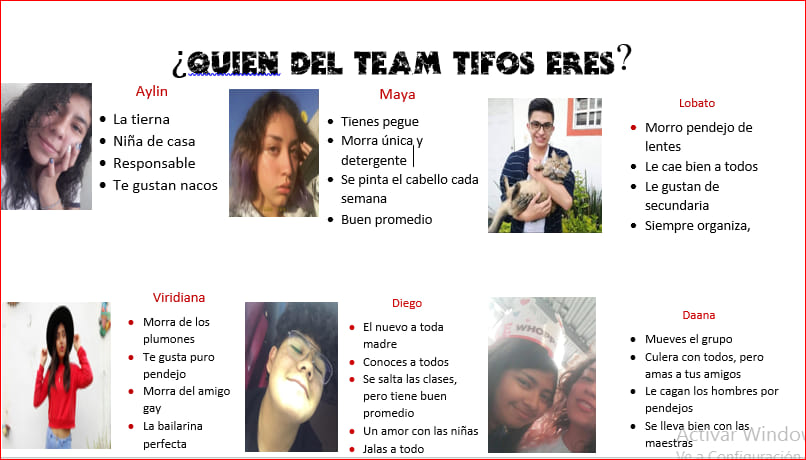 ¿QUIEN DEL TEAM TIFOS ERES?
Aylin
La tierna
Niña de casa
Responsable
Te gustan nacos
Maya
Tienes pegue
Morra única y
detergente
Se pinta el cabello cada
semana
Buen promedio
Lobato
Morro pendejo de
lentes
Le cae bien a todos
Le gustan de
secundaria
Siempre organiza,
Viridiana
Morra de los
plumones
Te gusta puro
pendejo
Morra del amigo
gay
La bailarina
perfecta
Diego
El nuevo a toda
madre
Conoces a todos
Se salta las clases,
pero tiene buen
promedio
Un amor con las niñas
Jalas a todo
WHOPP
Daana
Mueves el grupo
Culera con todos, pero
amas a tus amigos
Le cagan los hombres por
pendejos
Se lleva bien con las
maestras
Activar Window
Ve a Configuración